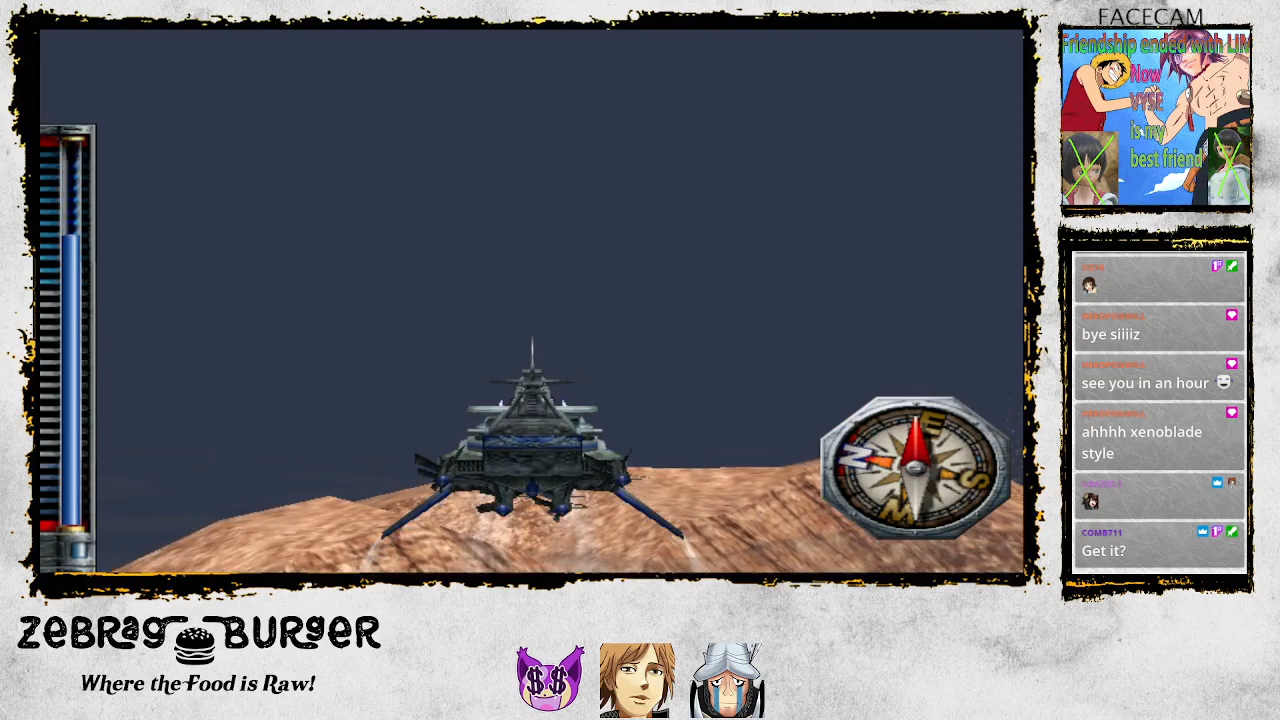 FACECAM
Friendship ended with LIN
Now
VYSE
is my
best friend
E
N
S
W
bye siiiiz
see you in an hour
ahhhh xenoblade
style
COMB711
Get it?
ZEBRAG BURGER
Where the Food is Raw!